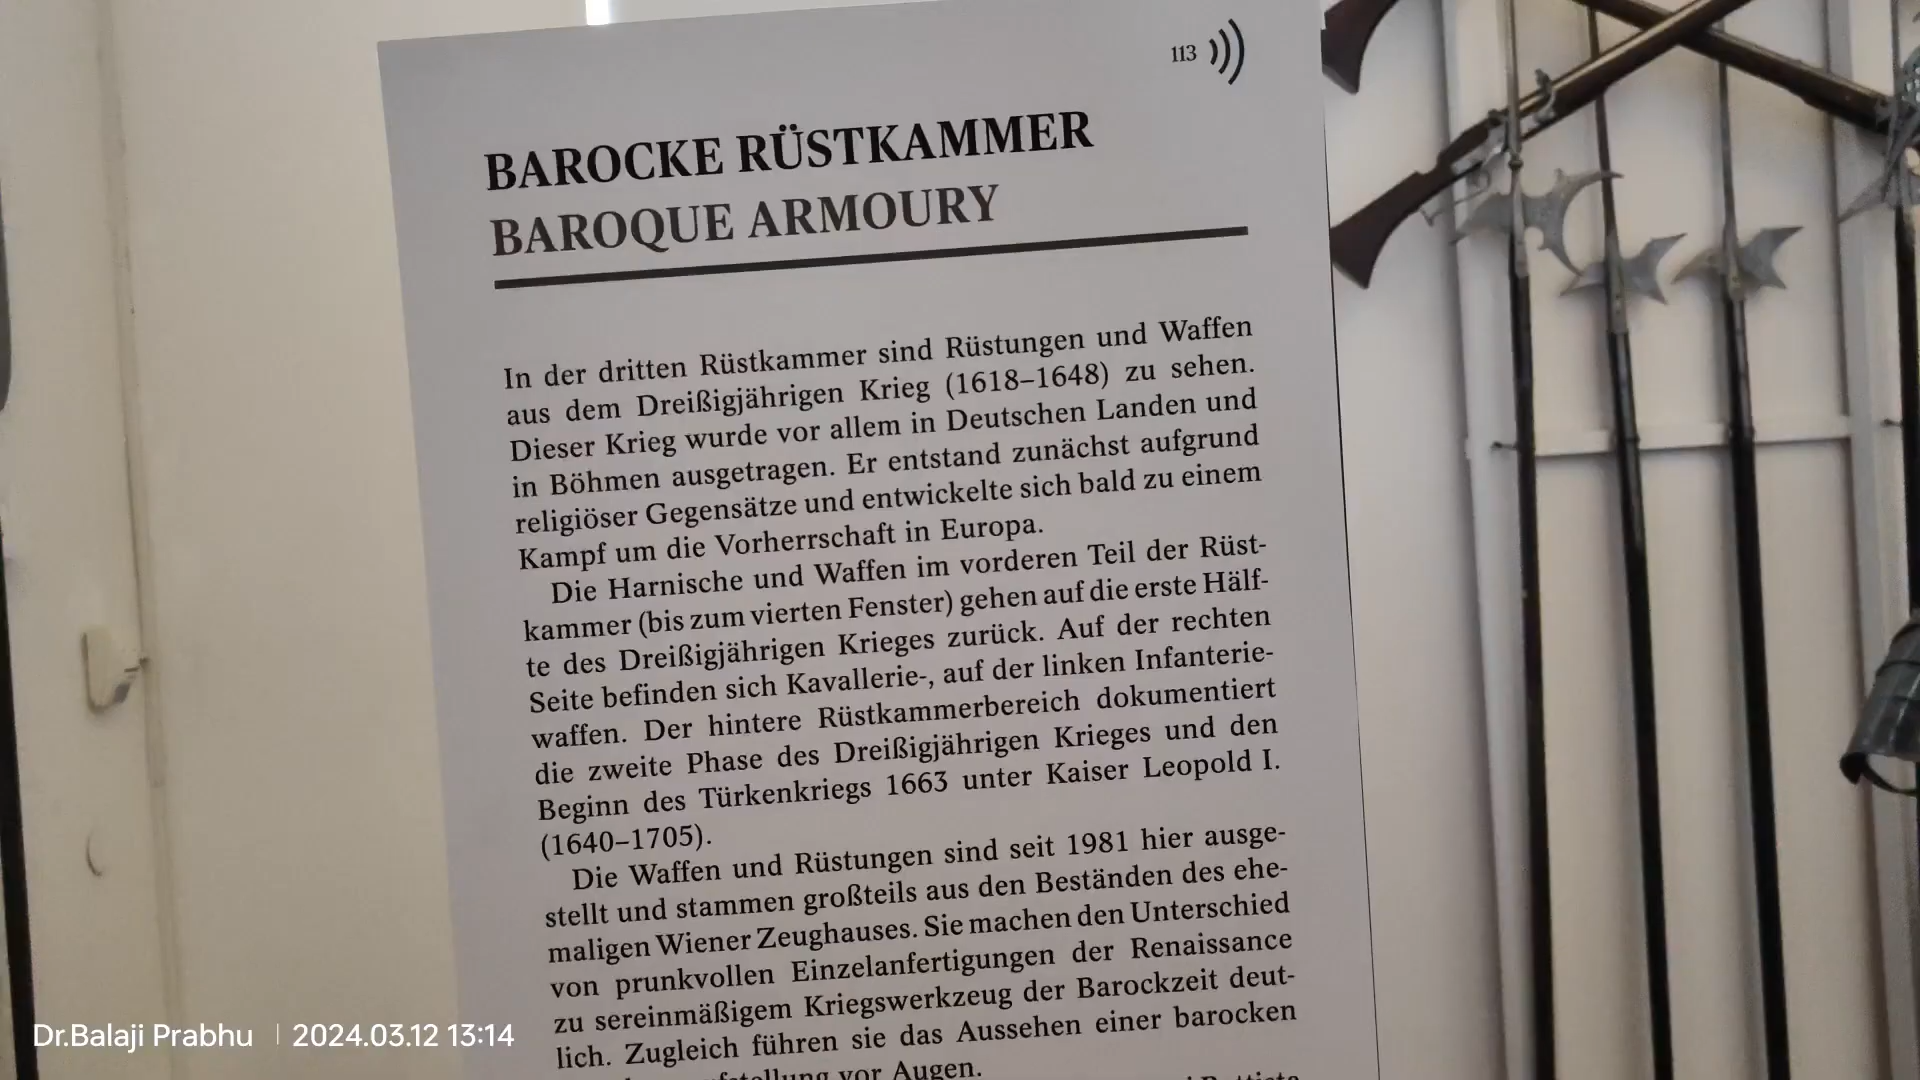 113
BAROCKE RÜSTKAMMER
BAROQUE ARMOURY
In der dritten Rüstkammer sind Rüstungen und Waffen
aus dem Dreißigjährigen Krieg (1618–1648) zu sehen.
Dieser Krieg wurde vor allem in Deutschen Landen und
in Böhmen ausgetragen. Er entstand zunächst aufgrund
religiöser Gegensätze und entwickelte sich bald zu einem
Kampf um die Vorherrschaft in Europa.
Die Harnische und Waffen im vorderen Teil der Rüst-
kammer (bis zum vierten Fenster) gehen auf die erste Hälf-
te des Dreißigjährigen Krieges zurück. Auf der rechten
Seite befinden sich Kavallerie-, auf der linken Infanterie-
waffen. Der hintere Rüstkammerbereich dokumentiert
die zweite Phase des Dreißigjährigen Krieges und den
Beginn des Türkenkriegs 1663 unter Kaiser Leopold I.
(1640–1705).
Die Waffen und Rüstungen sind seit 1981 hier ausge-
stellt und stammen großteils aus den Beständen des ehe-
maligen Wiener Zeughauses. Sie machen den Unterschied
von prunkvollen Einzelanfertigungen der Renaissance
zu sereinmäßigem Kriegswerkzeug der Barockzeit deut-
lich. Zugleich führen sie das Aussehen einer barocken
vor Augen.
Dr.Balaji Prabhu | 2024.03.12 13:14